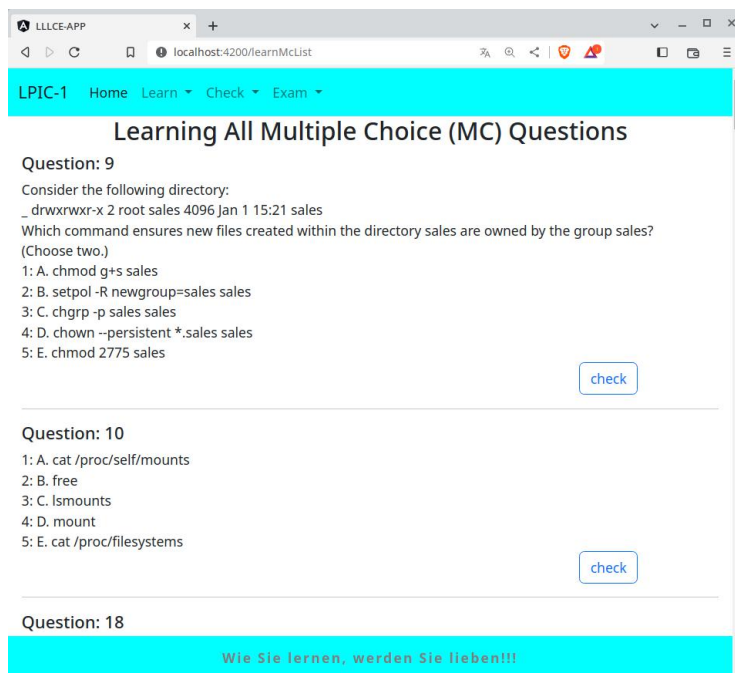 LLLCE-APP
localhost:4200/learnMcList
LPIC-1 Home Learn Check Exam
Learning All Multiple Choice (MC) Questions
Question: 9
Consider the following directory:
_ drwxrwxr-x 2 root sales 4096 Jan 1 15:21 sales
Which command ensures new files created within the directory sales are owned by the group sales?
(Choose two.)
1: A. chmod g+s sales
2: B. setpol -R newgroup=sales sales
3: C. chgrp -p sales sales
4: D. chown --persistent *.sales sales
5: E. chmod 2775 sales
check
Question: 10
1: A. cat /proc/self/mounts
2: B. free
3: C. lsmounts
4: D. mount
5: E. cat /proc/filesystems
check
Question: 18
Wie Sie lernen, werden Sie lieben!!!